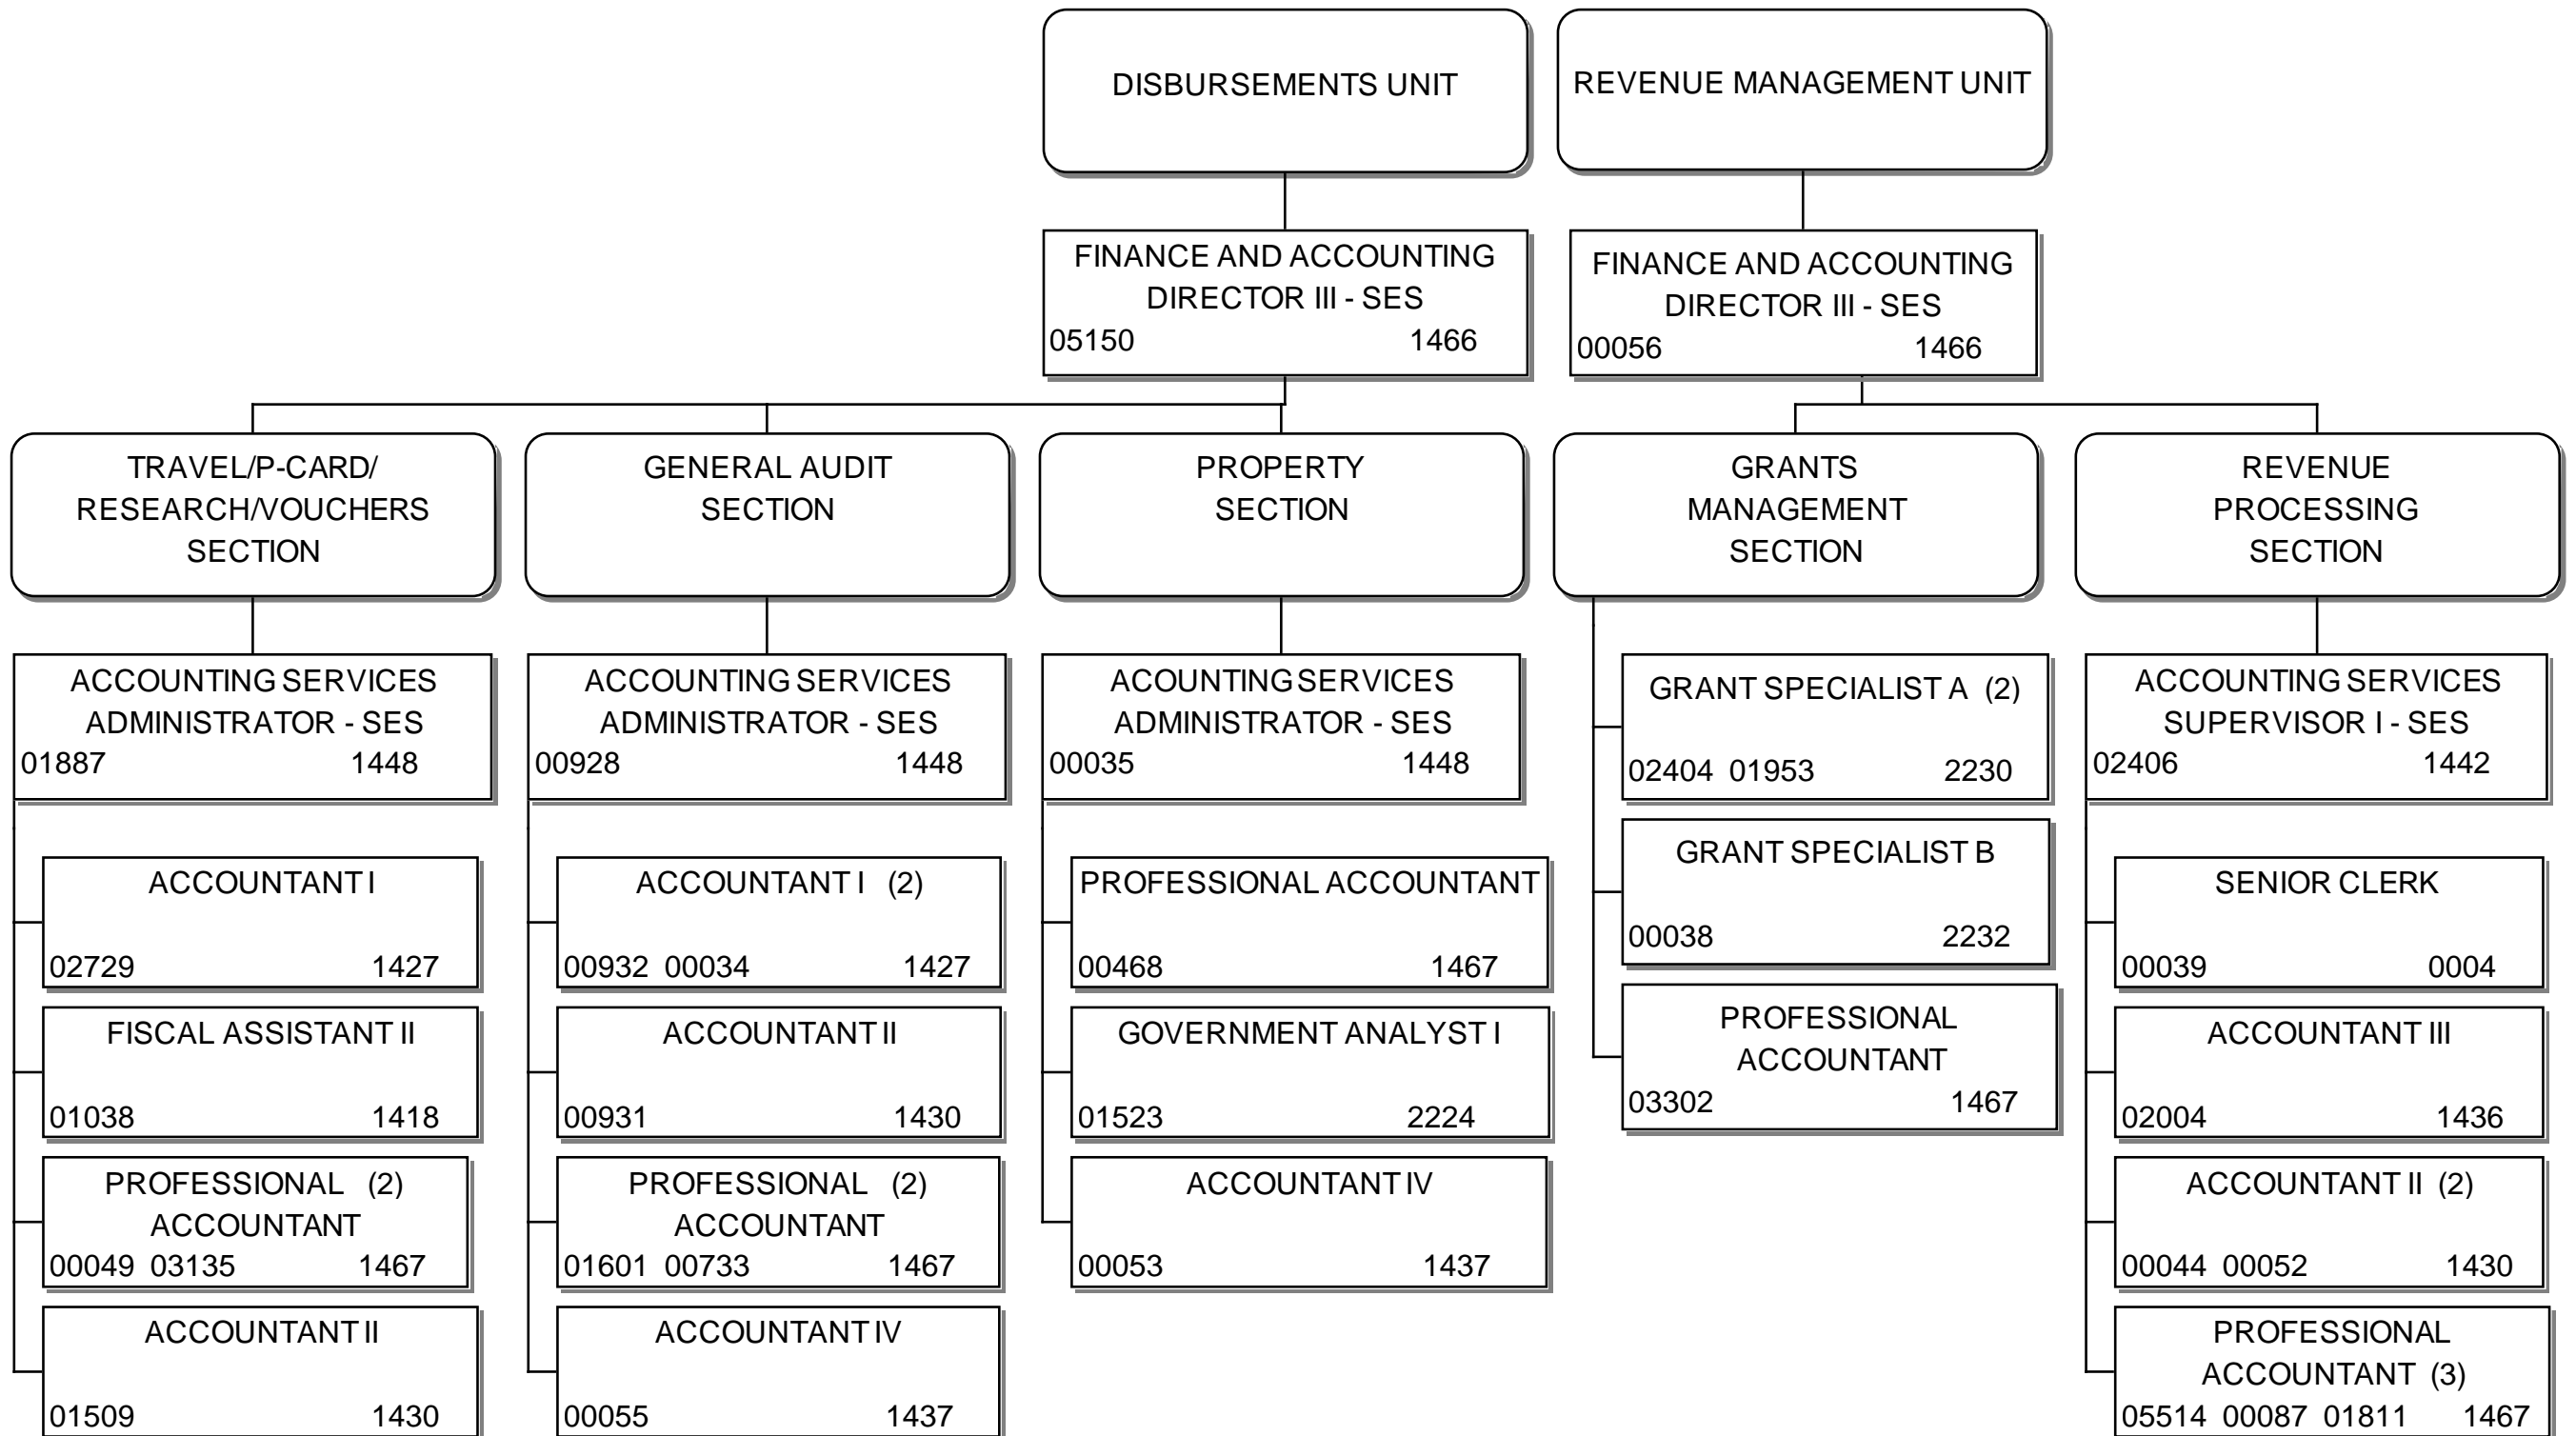 DISBURSEMENTS UNIT
REVENUE MANAGEMENT UNIT
FINANCE AND ACCOUNTING
DIRECTOR III - SES
05150 1466
FINANCE AND ACCOUNTING
DIRECTOR III - SES
00056 1466
TRAVEL/P-CARD/
RESEARCH/VOUCHERS
SECTION
GENERAL AUDIT
SECTION
PROPERTY
SECTION
GRANTS
MANAGEMENT
SECTION
REVENUE
PROCESSING
SECTION
ACCOUNTING SERVICES
ADMINISTRATOR - SES
01887 1448
ACCOUNTANT I
02729 1427
FISCAL ASSISTANT II
01038 1418
PROFESSIONAL (2)
ACCOUNTANT
00049 03135 1467
ACCOUNTANT II
01509 1430
ACCOUNTING SERVICES
ADMINISTRATOR - SES
00928 1448
ACCOUNTANT I (2)
00932 00034 1427
ACCOUNTANT II
00931 1430
PROFESSIONAL (2)
ACCOUNTANT
01601 00733 1467
ACCOUNTANT IV
00055 1437
ACOUNTING SERVICES
ADMINISTRATOR - SES
00035 1448
PROFESSIONAL ACCOUNTANT
00468 1467
GOVERNMENT ANALYST I
01523 2224
ACCOUNTANT IV
00053 1437
GRANT SPECIALIST A (2)
02404 01953 2230
GRANT SPECIALIST B
00038 2232
PROFESSIONAL
ACCOUNTANT
03302 1467
ACCOUNTING SERVICES
SUPERVISOR I - SES
02406 1442
SENIOR CLERK
00039 0004
ACCOUNTANT III
02004 1436
ACCOUNTANT II (2)
00044 00052 1430
PROFESSIONAL
ACCOUNTANT (3)
05514 00087 01811 1467